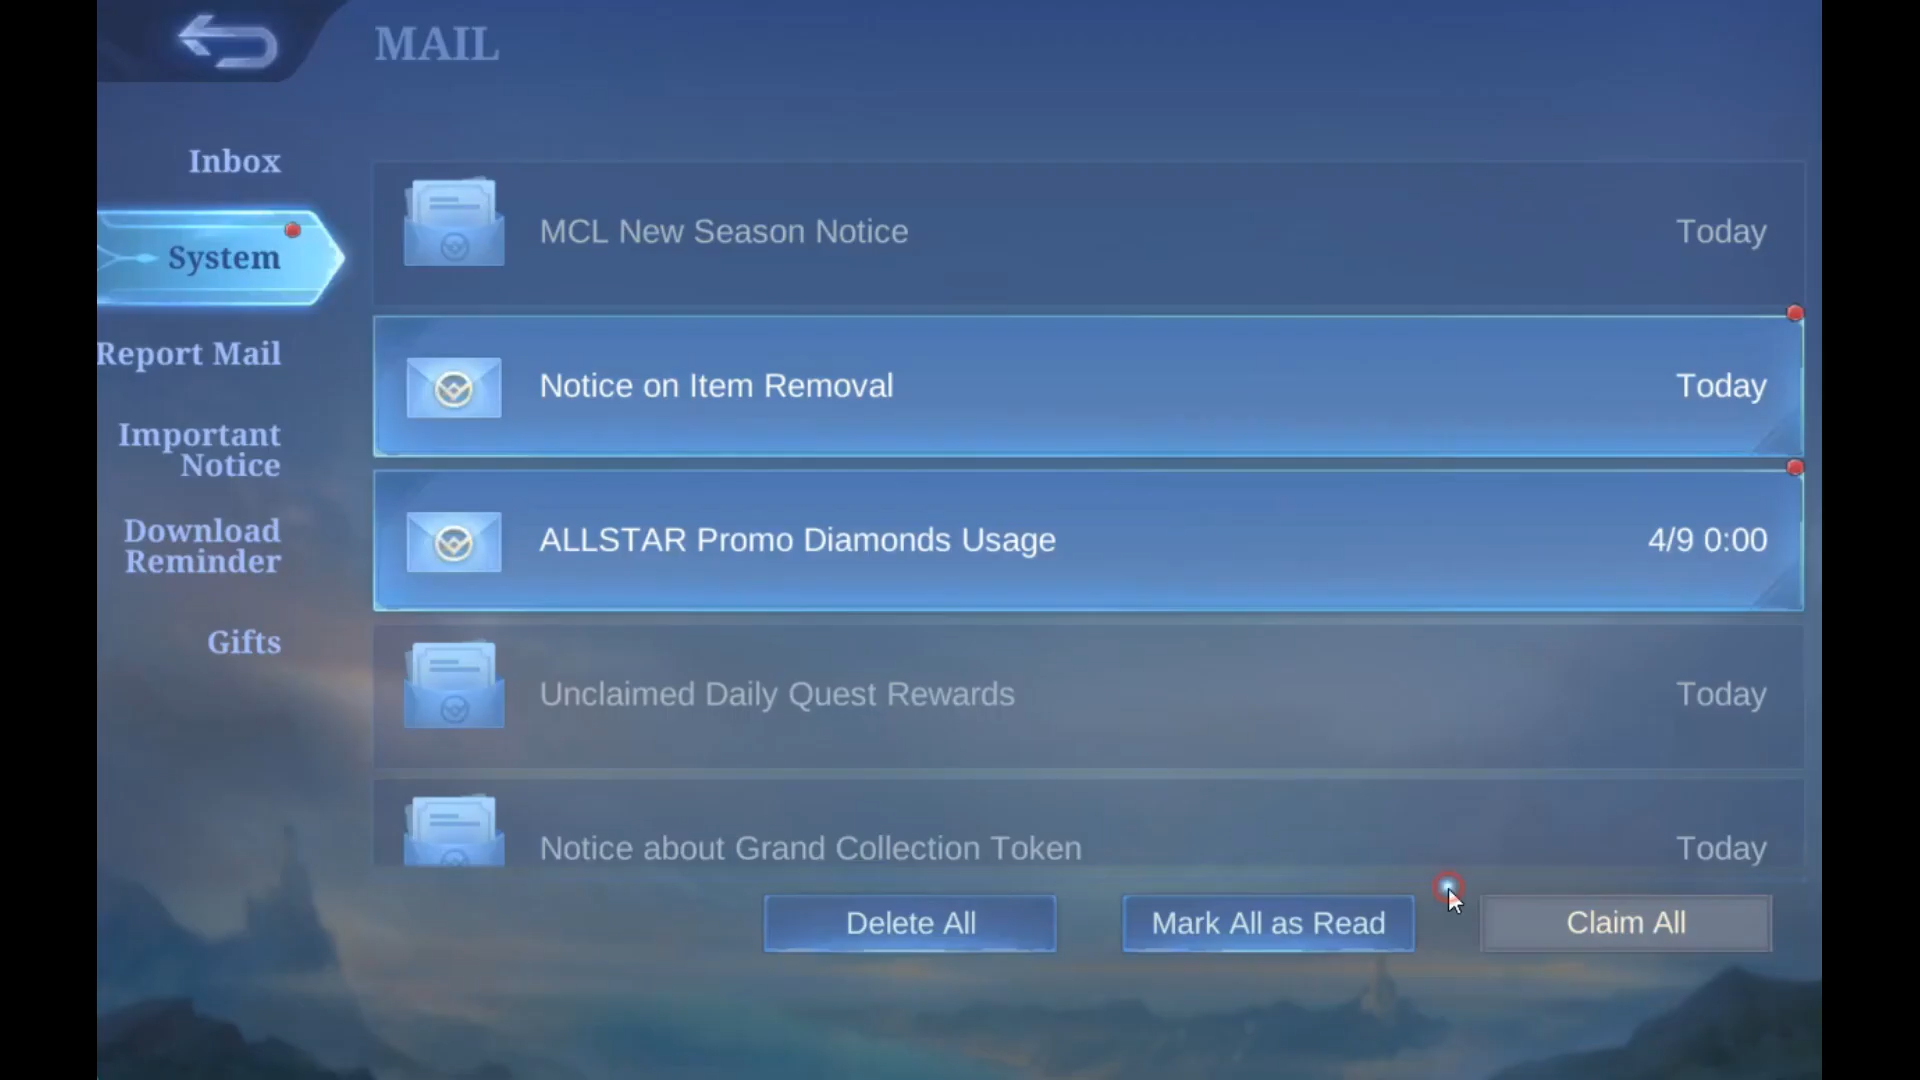 MAIL
Inbox
System
Report Mail
Important
Notice
Download
Reminder
Gifts
MCL New Season Notice Today
Notice on Item Removal Today
ALLSTAR Promo Diamonds Usage 4/9 0:00
Unclaimed Daily Quest Rewards Today
Notice about Grand Collection Token Today
Delete All Mark All as Read Claim All